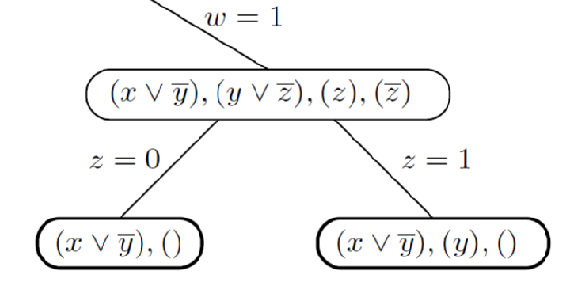 w = 1
(x ∨ y̅), (y ∨ z̅), (z), (z̅)
z = 0 z = 1
(x ∨ y̅), () (x ∨ y̅), (y), ()